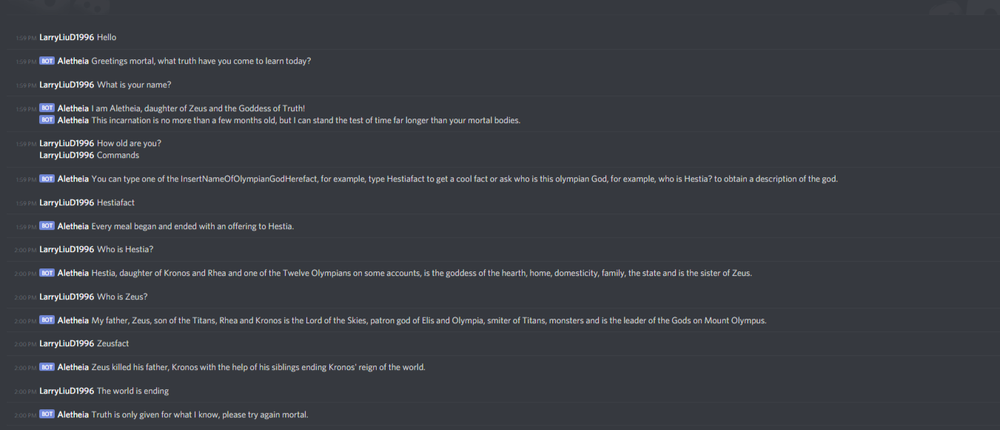 1:59 PM LarryLiuD1996 Hello
1:59 PM BOT Aletheia Greetings mortal, what truth have you come to learn today?
1:59 PM LarryLiuD1996 What is your name?
1:59 PM BOT Aletheia I am Aletheia, daughter of Zeus and the Goddess of Truth!
BOT Aletheia This incarnation is no more than a few months old, but I can stand the test of time far longer than your mortal bodies.
1:59 PM LarryLiuD1996 How old are you?
LarryLiuD1996 Commands
1:59 PM BOT Aletheia You can type one of the InsertNameOfOlympianGodHerefact, for example, type Hestiafact to get a cool fact or ask who is this olympian God, for example, who is Hestia? to obtain a description of the god.
1:59 PM LarryLiuD1996 Hestiafact
1:59 PM BOT Aletheia Every meal began and ended with an offering to Hestia.
2:00 PM LarryLiuD1996 Who is Hestia?
2:00 PM BOT Aletheia Hestia, daughter of Kronos and Rhea and one of the Twelve Olympians on some accounts, is the goddess of the hearth, home, domesticity, family, the state and is the sister of Zeus.
2:00 PM LarryLiuD1996 Who is Zeus?
2:00 PM BOT Aletheia My father, Zeus, son of the Titans, Rhea and Kronos is the Lord of the Skies, patron god of Elis and Olympia, smiter of Titans, monsters and is the leader of the Gods on Mount Olympus.
2:00 PM LarryLiuD1996 Zeusfact
2:00 PM BOT Aletheia Zeus killed his father, Kronos with the help of his siblings ending Kronos' reign of the world.
2:00 PM LarryLiuD1996 The world is ending
2:00 PM BOT Aletheia Truth is only given for what I know, please try again mortal.